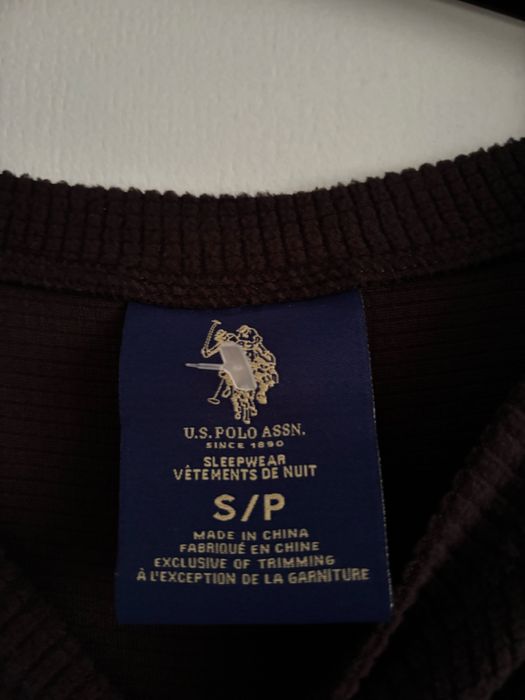 U.S. POLO ASSN.
SINCE 1890
SLEEPWEAR
VÊTEMENTS DE NUIT
S/P
MADE IN CHINA
FABRIQUÉ EN CHINE
EXCLUSIVE OF TRIMMING
À L'EXCEPTION DE LA GARNITURE